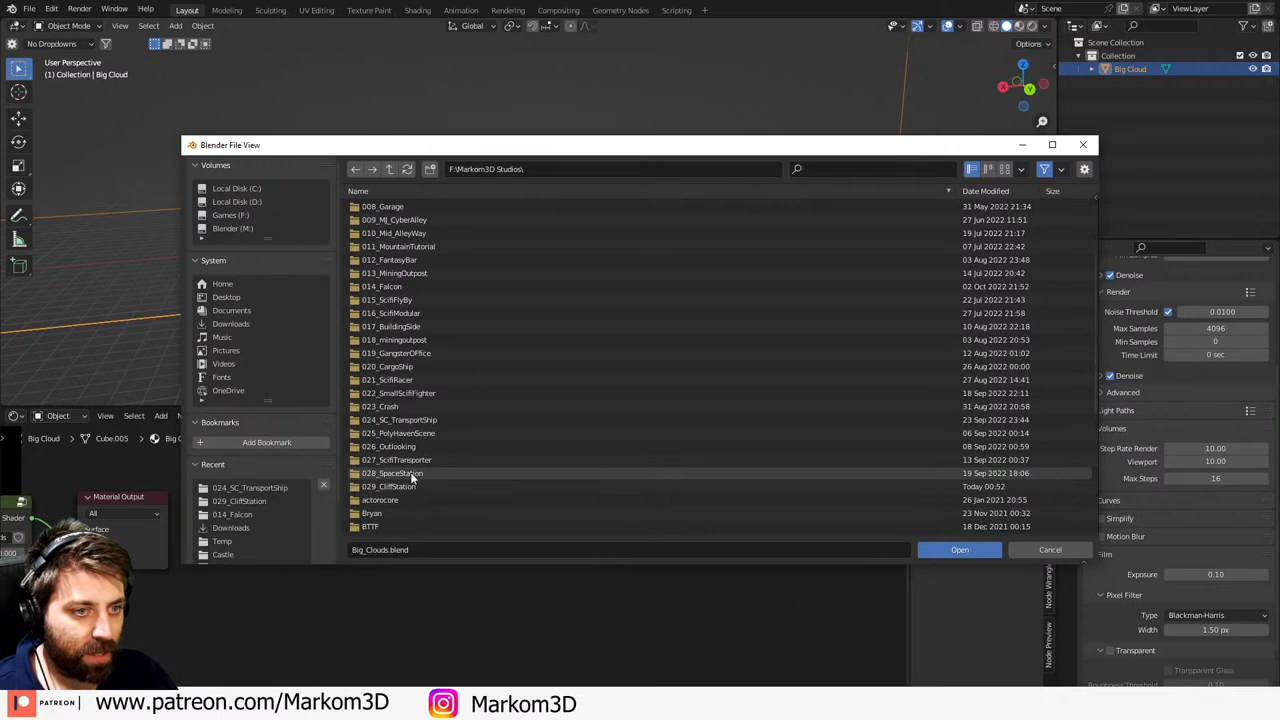 File Edit Render Window Help Layout Modeling Sculpting UV Editing Texture Paint Shading Animation Rendering Compositing Geometry Nodes Scripting + Scene ViewLayer
Object Mode View Select Add Object Global
No Dropdowns Options
User Perspective
(1) Collection | Big Cloud
Scene Collection
Collection
Big Cloud
Blender File View
Volumes
Local Disk (C:)
Local Disk (D:)
Games (F:)
Blender (M:)
System
Home
Desktop
Documents
Downloads
Music
Pictures
Videos
Fonts
OneDrive
Bookmarks
Add Bookmark
Recent
024_SC_TransportShip
029_CliffStation
014_Falcon
Downloads
Temp
Castle
F:\Markom3D Studios\
Name Date Modified Size
008_Garage 31 May 2022 21:34
009_MJ_CyberAlley 27 Jun 2022 11:51
010_Mid_AlleyWay 19 Jul 2022 21:17
011_MountainTutorial 07 Jul 2022 22:42
012_FantasyBar 03 Aug 2022 23:48
013_MiningOutpost 14 Jul 2022 20:42
014_Falcon 02 Oct 2022 21:52
015_ScifiFlyBy 22 Jul 2022 21:43
016_ScifiModular 27 Jul 2022 21:58
017_BuildingSide 10 Aug 2022 22:18
018_miningoutpost 03 Aug 2022 20:53
019_GangsterOFfice 12 Aug 2022 01:02
020_CargoShip 26 Aug 2022 00:00
021_ScifiRacer 27 Aug 2022 14:41
022_SmallScifiFighter 18 Sep 2022 22:11
023_Crash 31 Aug 2022 20:58
024_SC_TransportShip 23 Sep 2022 23:44
025_PolyHavenScene 06 Sep 2022 00:14
026_Outlooking 08 Sep 2022 00:31
027_ScifiTransporter 13 Sep 2022 00:37
028_SpaceStation 19 Sep 2022 18:06
029_CliffStation Today 00:52
actorocore 26 Jan 2021 20:55
Bryan 23 Nov 2021 00:32
BTTF 18 Dec 2021 00:15
Big_Clouds.blend Open Cancel
Object View Select Add
Big Cloud Cube.005 Big
Material Output
All
Surface
Shader
Denoise
Render
Noise Threshold 0.0100
Max Samples 4096
Min Samples 0
Time Limit 0 sec
Denoise
Advanced
Light Paths
Volumes
Step Rate Render 10.00
Viewport 10.00
Max Steps 16
Curves
Simplify
Motion Blur
Film
Exposure 0.10
Pixel Filter
Type Blackman-Harris
Width 1.50 px
Transparent
Transparent Glass
Roughness Threshold
Node Wrangler
Node Preview
PATREON www.patreon.com/Markom3D Markom3D